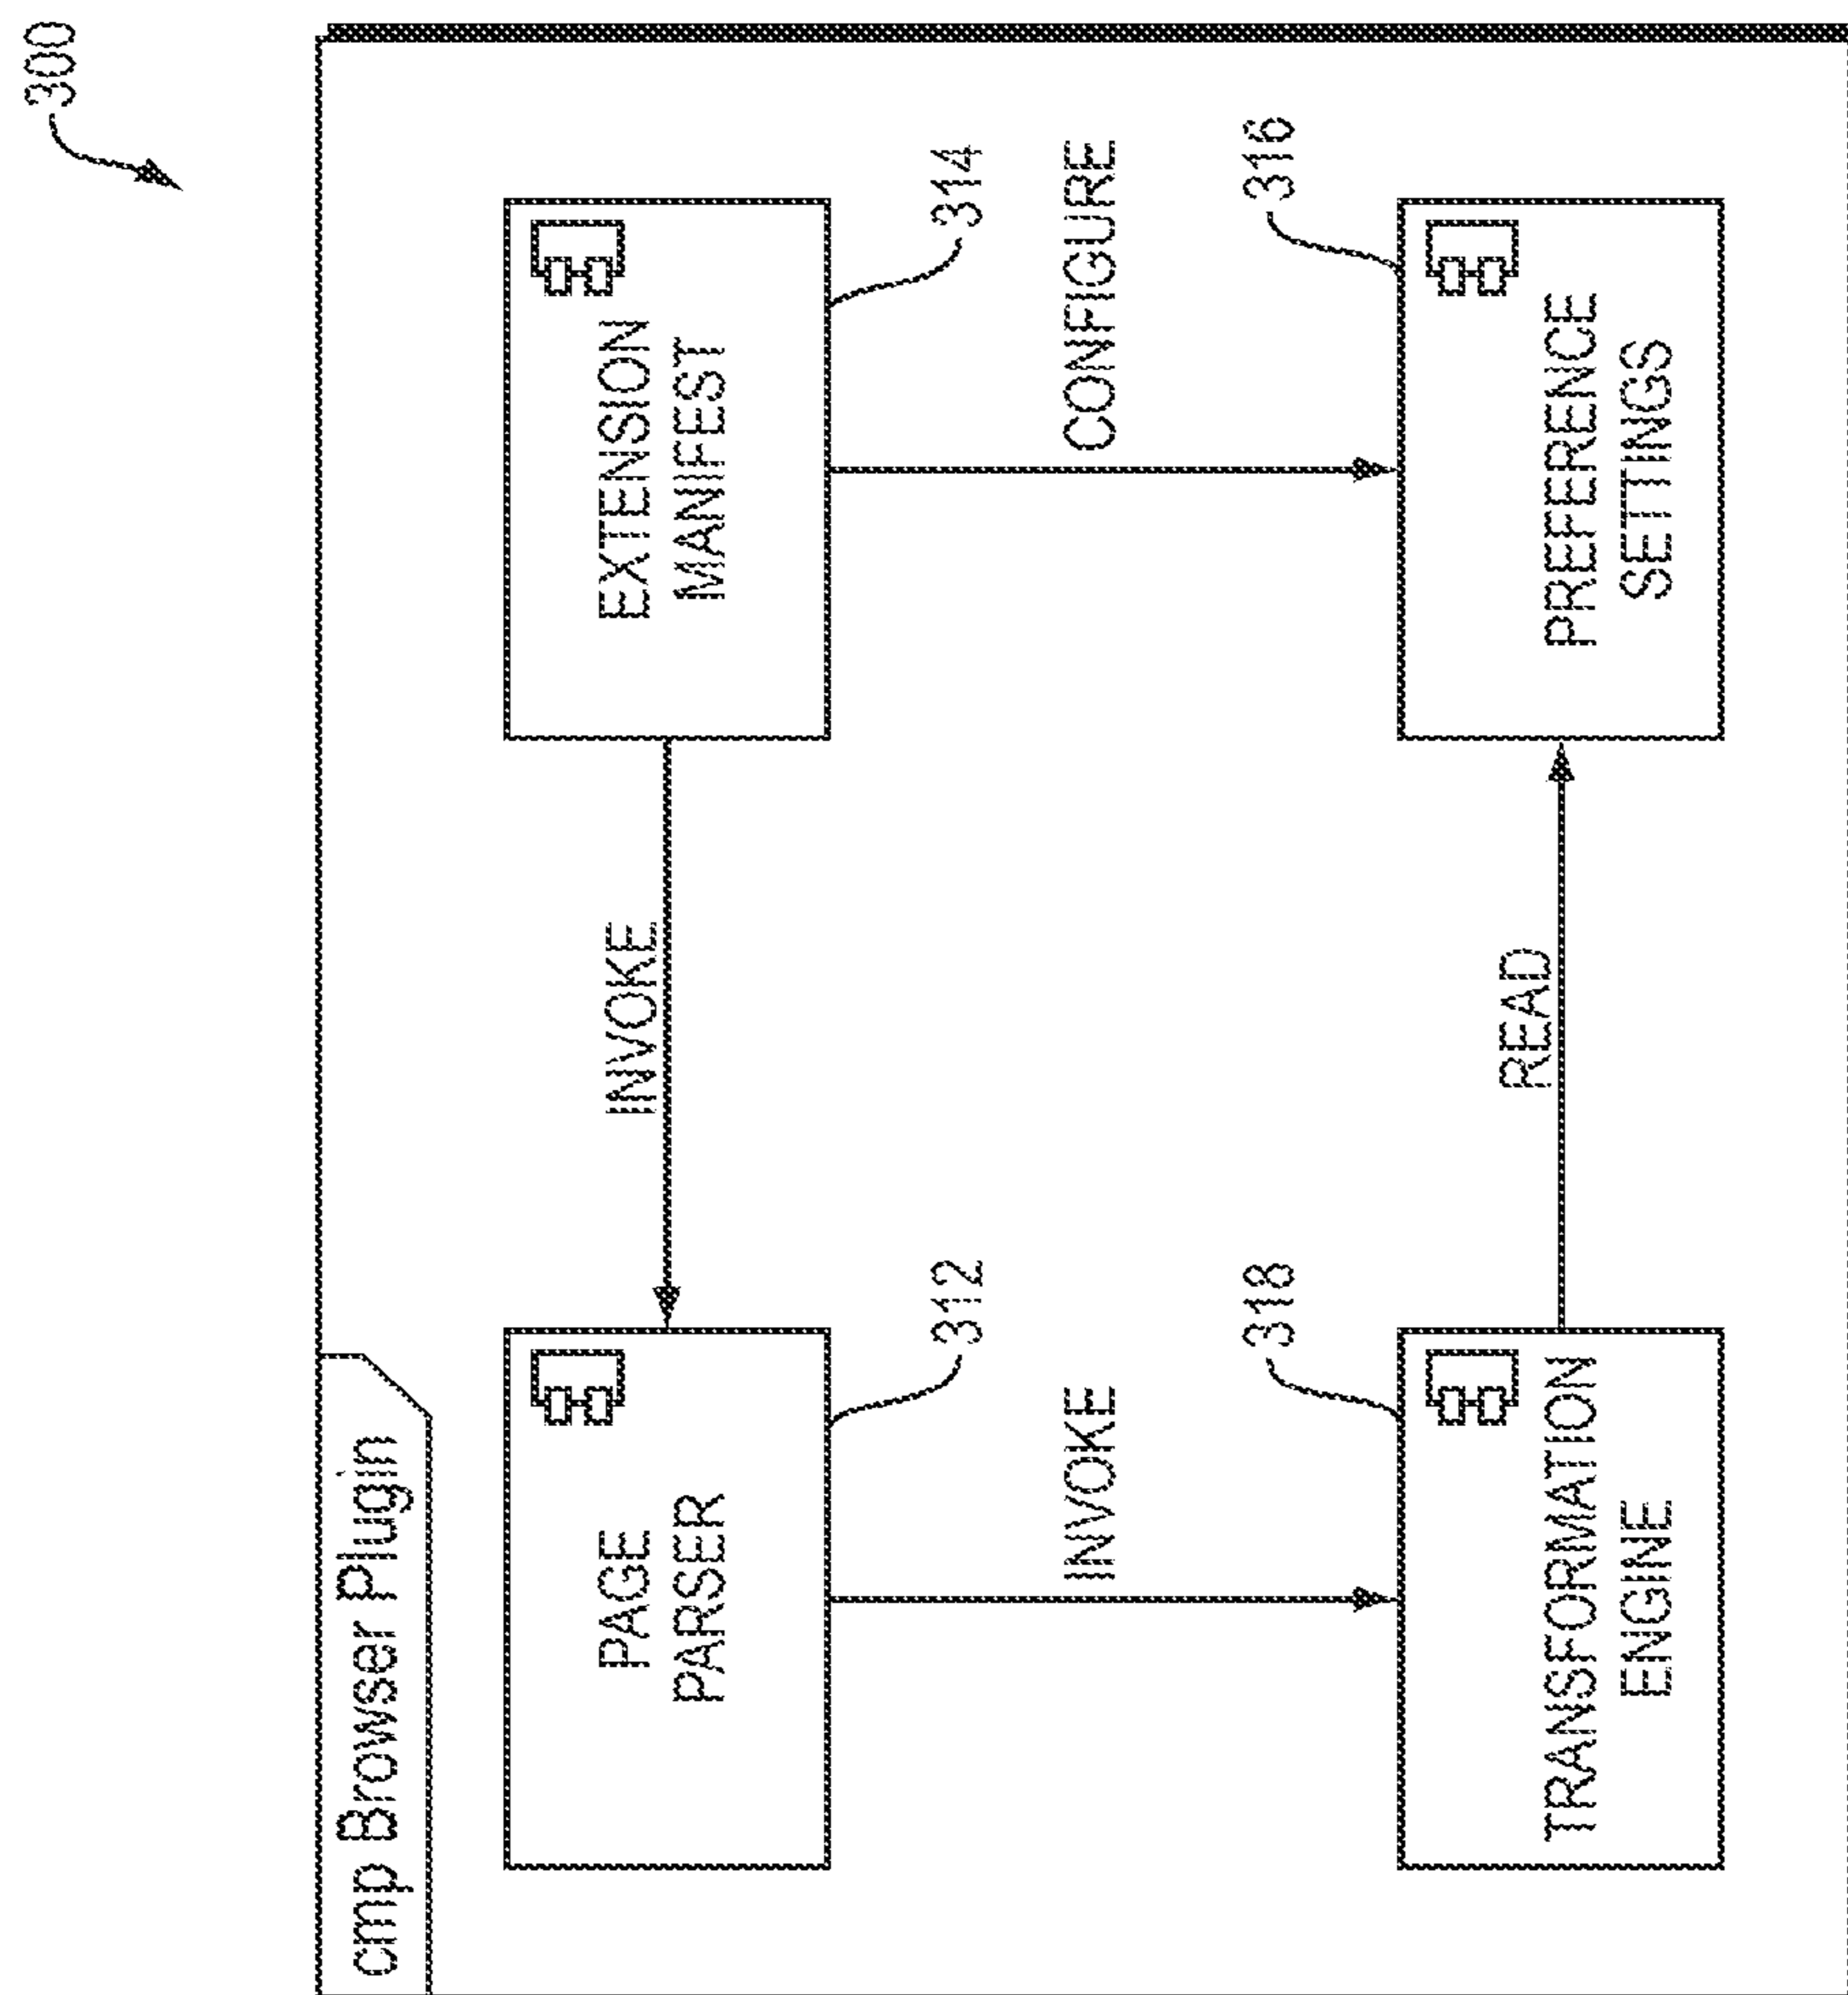 300
cmp Browser Plugin
PAGE
PARSER
INVOKE
EXTENSION
MANIFEST
312
314
INVOKE
CONFIGURE
318
316
TRANSFORMATION
ENGINE
READ
PREFERENCE
SETTINGS